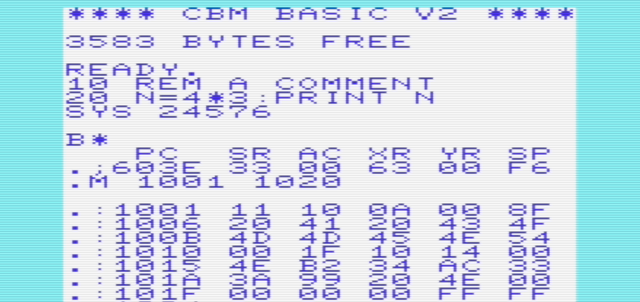 **** CBM BASIC V2 ****
3583 BYTES FREE
READY.
10 REM A COMMENT
20 N=4*3:PRINT N
SYS 24576
B*
PC SR AC XR YR SP
.;603E 33 00 63 00 F6
.M 1001 1020
.:1001 11 10 0A 00 8F
.:1006 20 41 20 43 4F
.:100B 4D 4D 45 4E 54
.:1010 00 1F 10 14 00
.:1015 4E B2 34 AC 33
.:101A 3A 99 20 4E 00
.:101F 00 00 00 FF FF